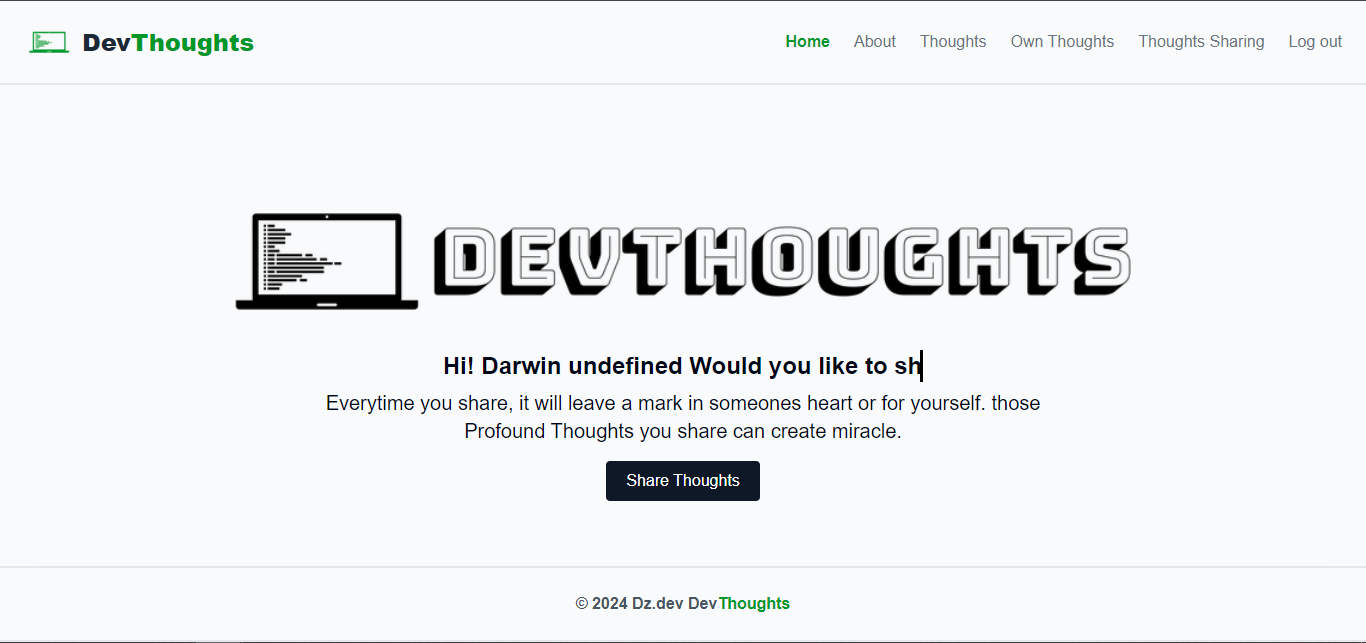 DevThoughts
Home About Thoughts Own Thoughts Thoughts Sharing Log out
DEVTHOUGHTS
Hi! Darwin undefined Would you like to sh
Everytime you share, it will leave a mark in someones heart or for yourself. those
Profound Thoughts you share can create miracle.
Share Thoughts
© 2024 Dz.dev DevThoughts